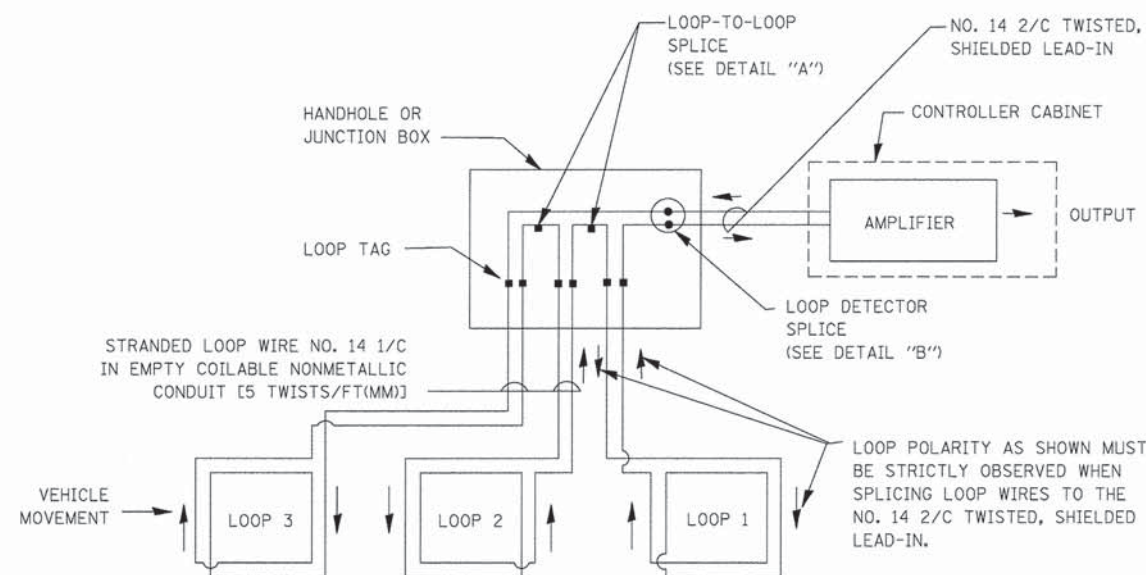 LOOP-TO-LOOP
SPLICE
(SEE DETAIL "A")
NO. 14 2/C TWISTED,
SHIELDED LEAD-IN
HANDHOLE OR
JUNCTION BOX
CONTROLLER CABINET
AMPLIFIER
OUTPUT
LOOP TAG
LOOP DETECTOR
SPLICE
(SEE DETAIL "B")
STRANDED LOOP WIRE NO. 14 1/C
IN EMPTY COILABLE NONMETALLIC
CONDUIT [5 TWISTS/FT(MM)]
LOOP POLARITY AS SHOWN MUST
BE STRICTLY OBSERVED WHEN
SPLICING LOOP WIRES TO THE
NO. 14 2/C TWISTED, SHIELDED
LEAD-IN.
VEHICLE
MOVEMENT
LOOP 3
LOOP 2
LOOP 1